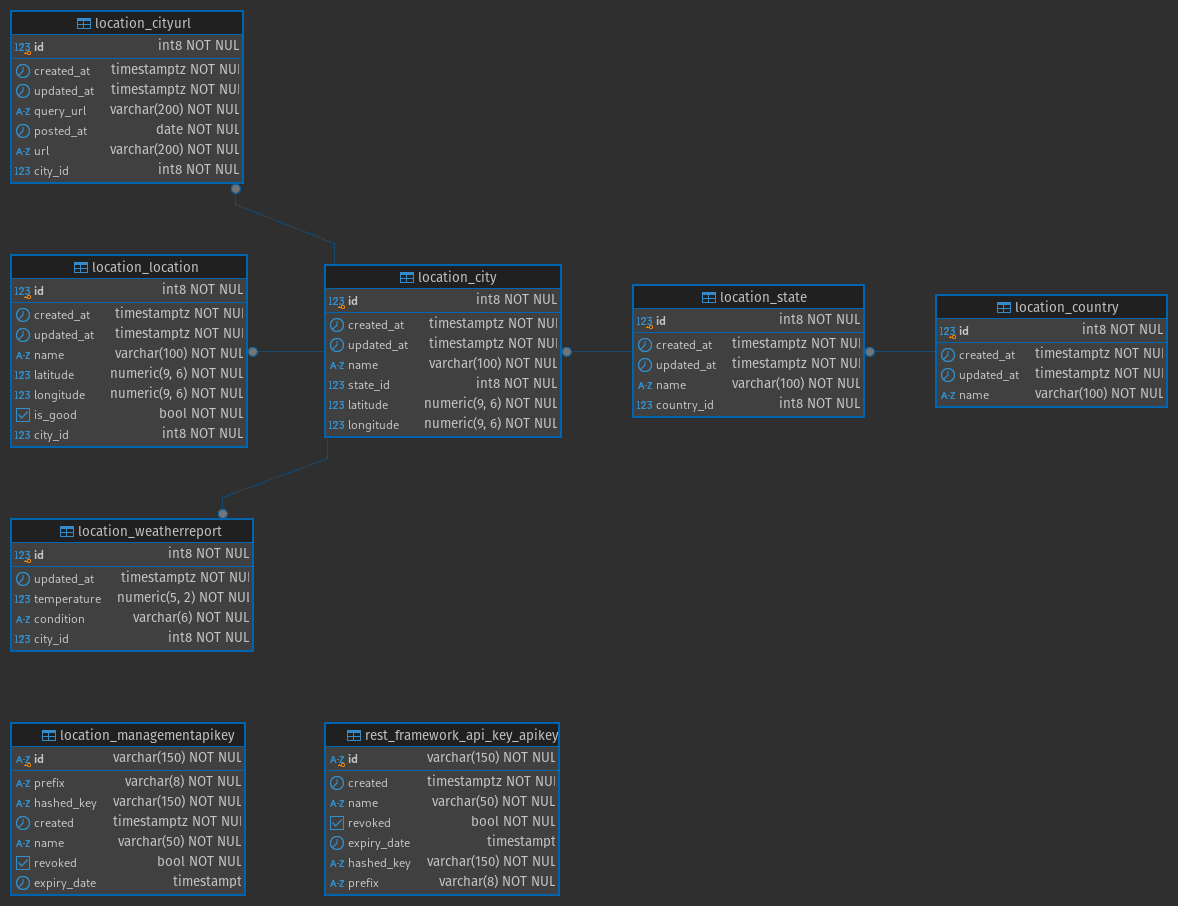 location_cityurl
123 id int8 NOT NUL
created_at timestamptz NOT NUl
updated_at timestamptz NOT NUl
A-Z query_url varchar(200) NOT NUL
posted_at date NOT NUL
A-Z url varchar(200) NOT NUL
123 city_id int8 NOT NUL
location_location
123 id int8 NOT NUL
created_at timestamptz NOT NUl
updated_at timestamptz NOT NUl
A-Z name varchar(100) NOT NUL
123 latitude numeric(9, 6) NOT NUL
123 longitude numeric(9, 6) NOT NUL
is_good bool NOT NUL
123 city_id int8 NOT NUL
location_city
123 id int8 NOT NUL
created_at timestamptz NOT NUl
updated_at timestamptz NOT NUl
A-Z name varchar(100) NOT NUL
123 state_id int8 NOT NUL
123 latitude numeric(9, 6) NOT NUL
123 longitude numeric(9, 6) NOT NUL
location_state
123 id int8 NOT NUL
created_at timestamptz NOT NUl
updated_at timestamptz NOT NUl
A-Z name varchar(100) NOT NUL
123 country_id int8 NOT NUL
location_country
123 id int8 NOT NUL
created_at timestamptz NOT NUl
updated_at timestamptz NOT NUl
A-Z name varchar(100) NOT NUL
location_weatherreport
123 id int8 NOT NUL
updated_at timestamptz NOT NUl
123 temperature numeric(5, 2) NOT NUl
A-Z condition varchar(6) NOT NUL
123 city_id int8 NOT NUL
location_managementapikey
A-Z id varchar(150) NOT NUL
A-Z prefix varchar(8) NOT NUL
A-Z hashed_key varchar(150) NOT NUL
created timestamptz NOT NUl
A-Z name varchar(50) NOT NUL
revoked bool NOT NUL
expiry_date timestampt
rest_framework_api_key_apikey
A-Z id varchar(150) NOT NUL
created timestamptz NOT NUl
A-Z name varchar(50) NOT NUL
revoked bool NOT NUL
expiry_date timestampt
A-Z hashed_key varchar(150) NOT NUL
A-Z prefix varchar(8) NOT NUL